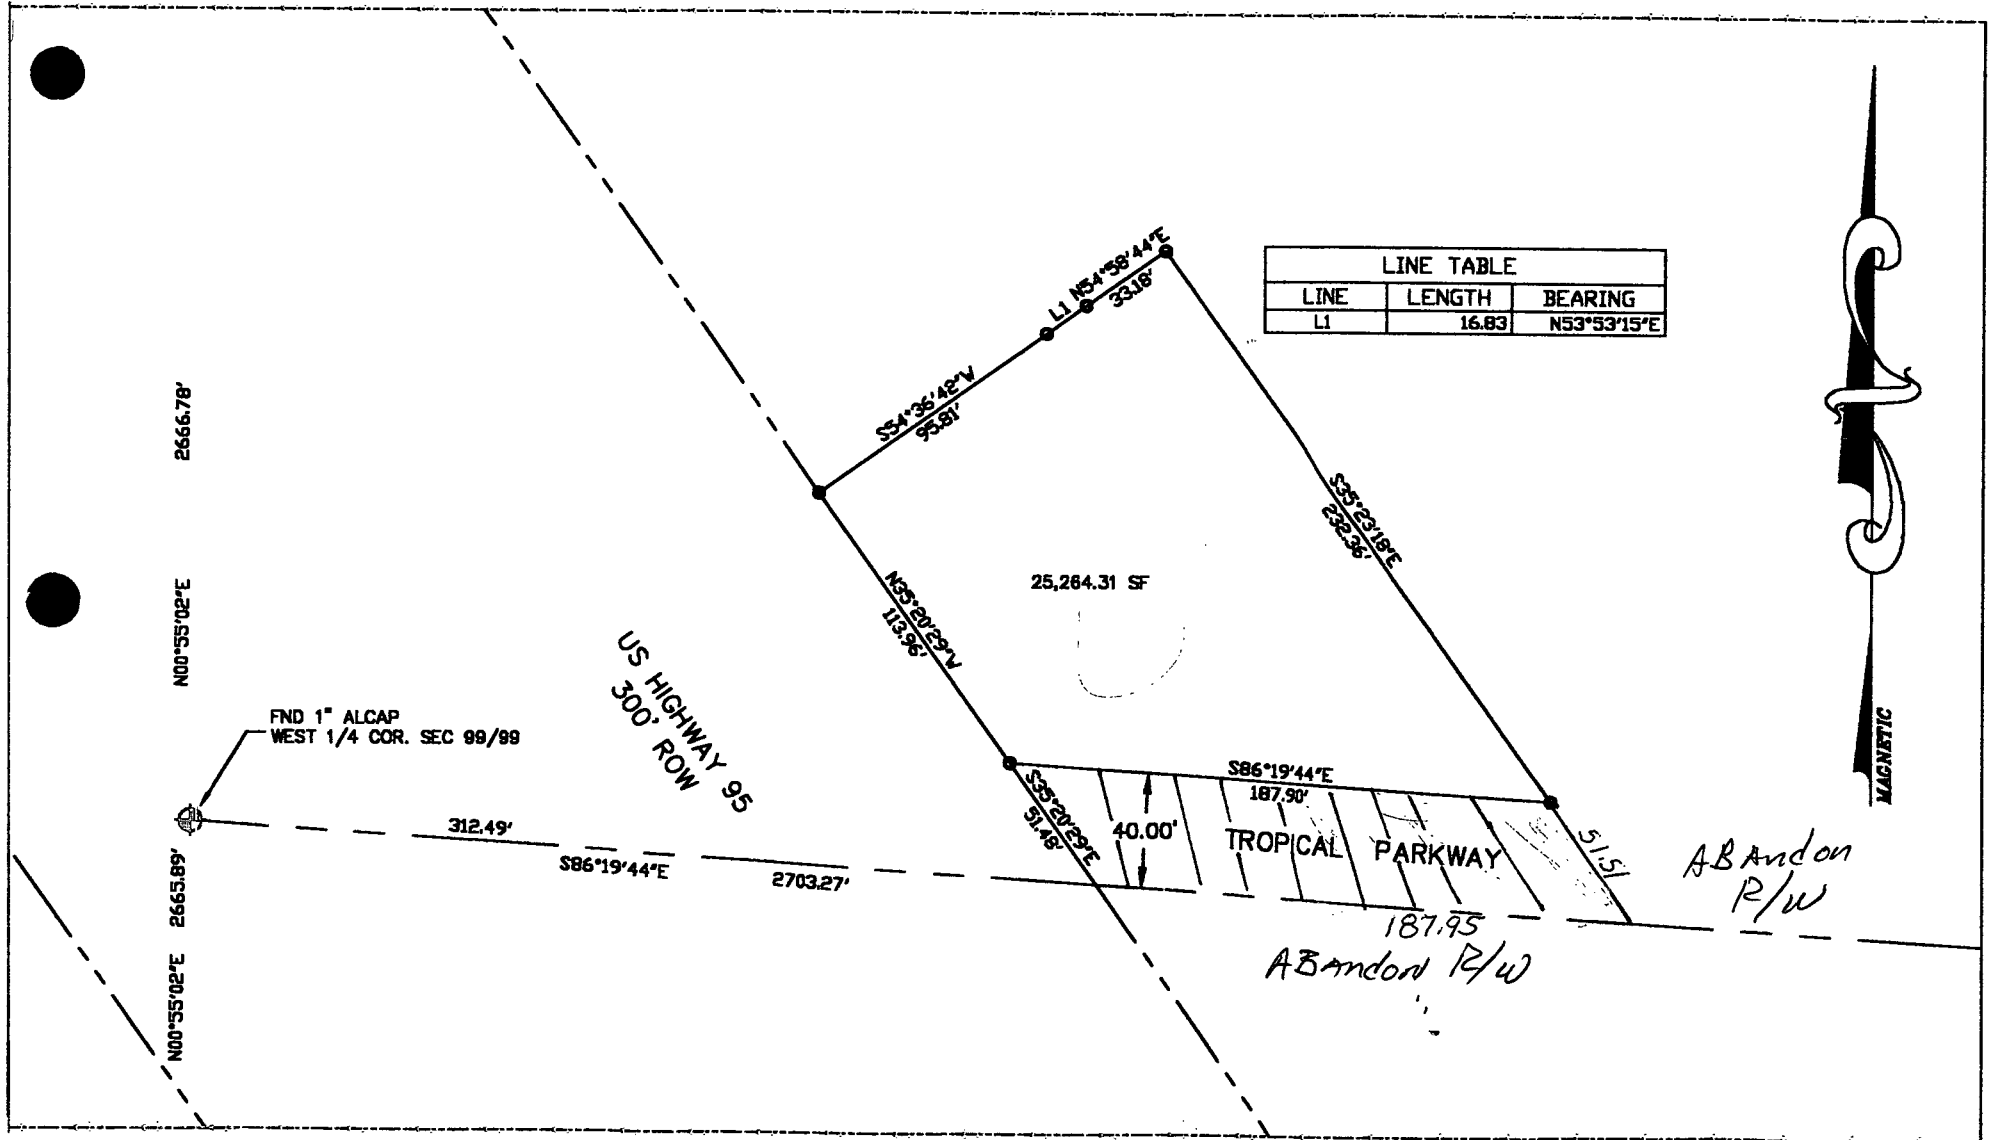 N54°58'44"E
L1
33.18'
LINE TABLE
LINE LENGTH BEARING
L1 16.83 N53°53'15"E
S54°36'42"W
95.81'
2666.78'
N00°55'02"E
S35°23'18"E
232.36'
25,264.31 SF
N35°20'29"W
113.96'
US HIGHWAY 95
300' ROW
FND 1" ALCAP
WEST 1/4 COR. SEC 99/99
MAGNETIC
S86°19'44"E
187.90'
S35°20'29"E
51.48'
40.00'
TROPICAL PARKWAY
51.51
ABandon
R/W
312.49'
S86°19'44"E
2703.27'
2665.89'
N00°55'02"E
187.95
ABandon R/W